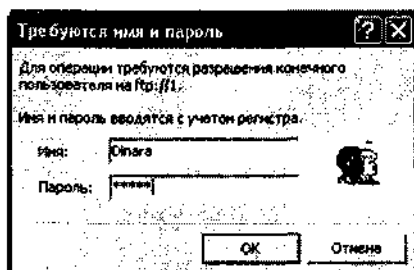 Требуются имя и пароль
Для операции требуются разрешения конечного
пользователя на ftp://1.
Имя и пароль вводятся с учетом регистра.
Имя: Dinara
Пароль: *****
OK Отмена